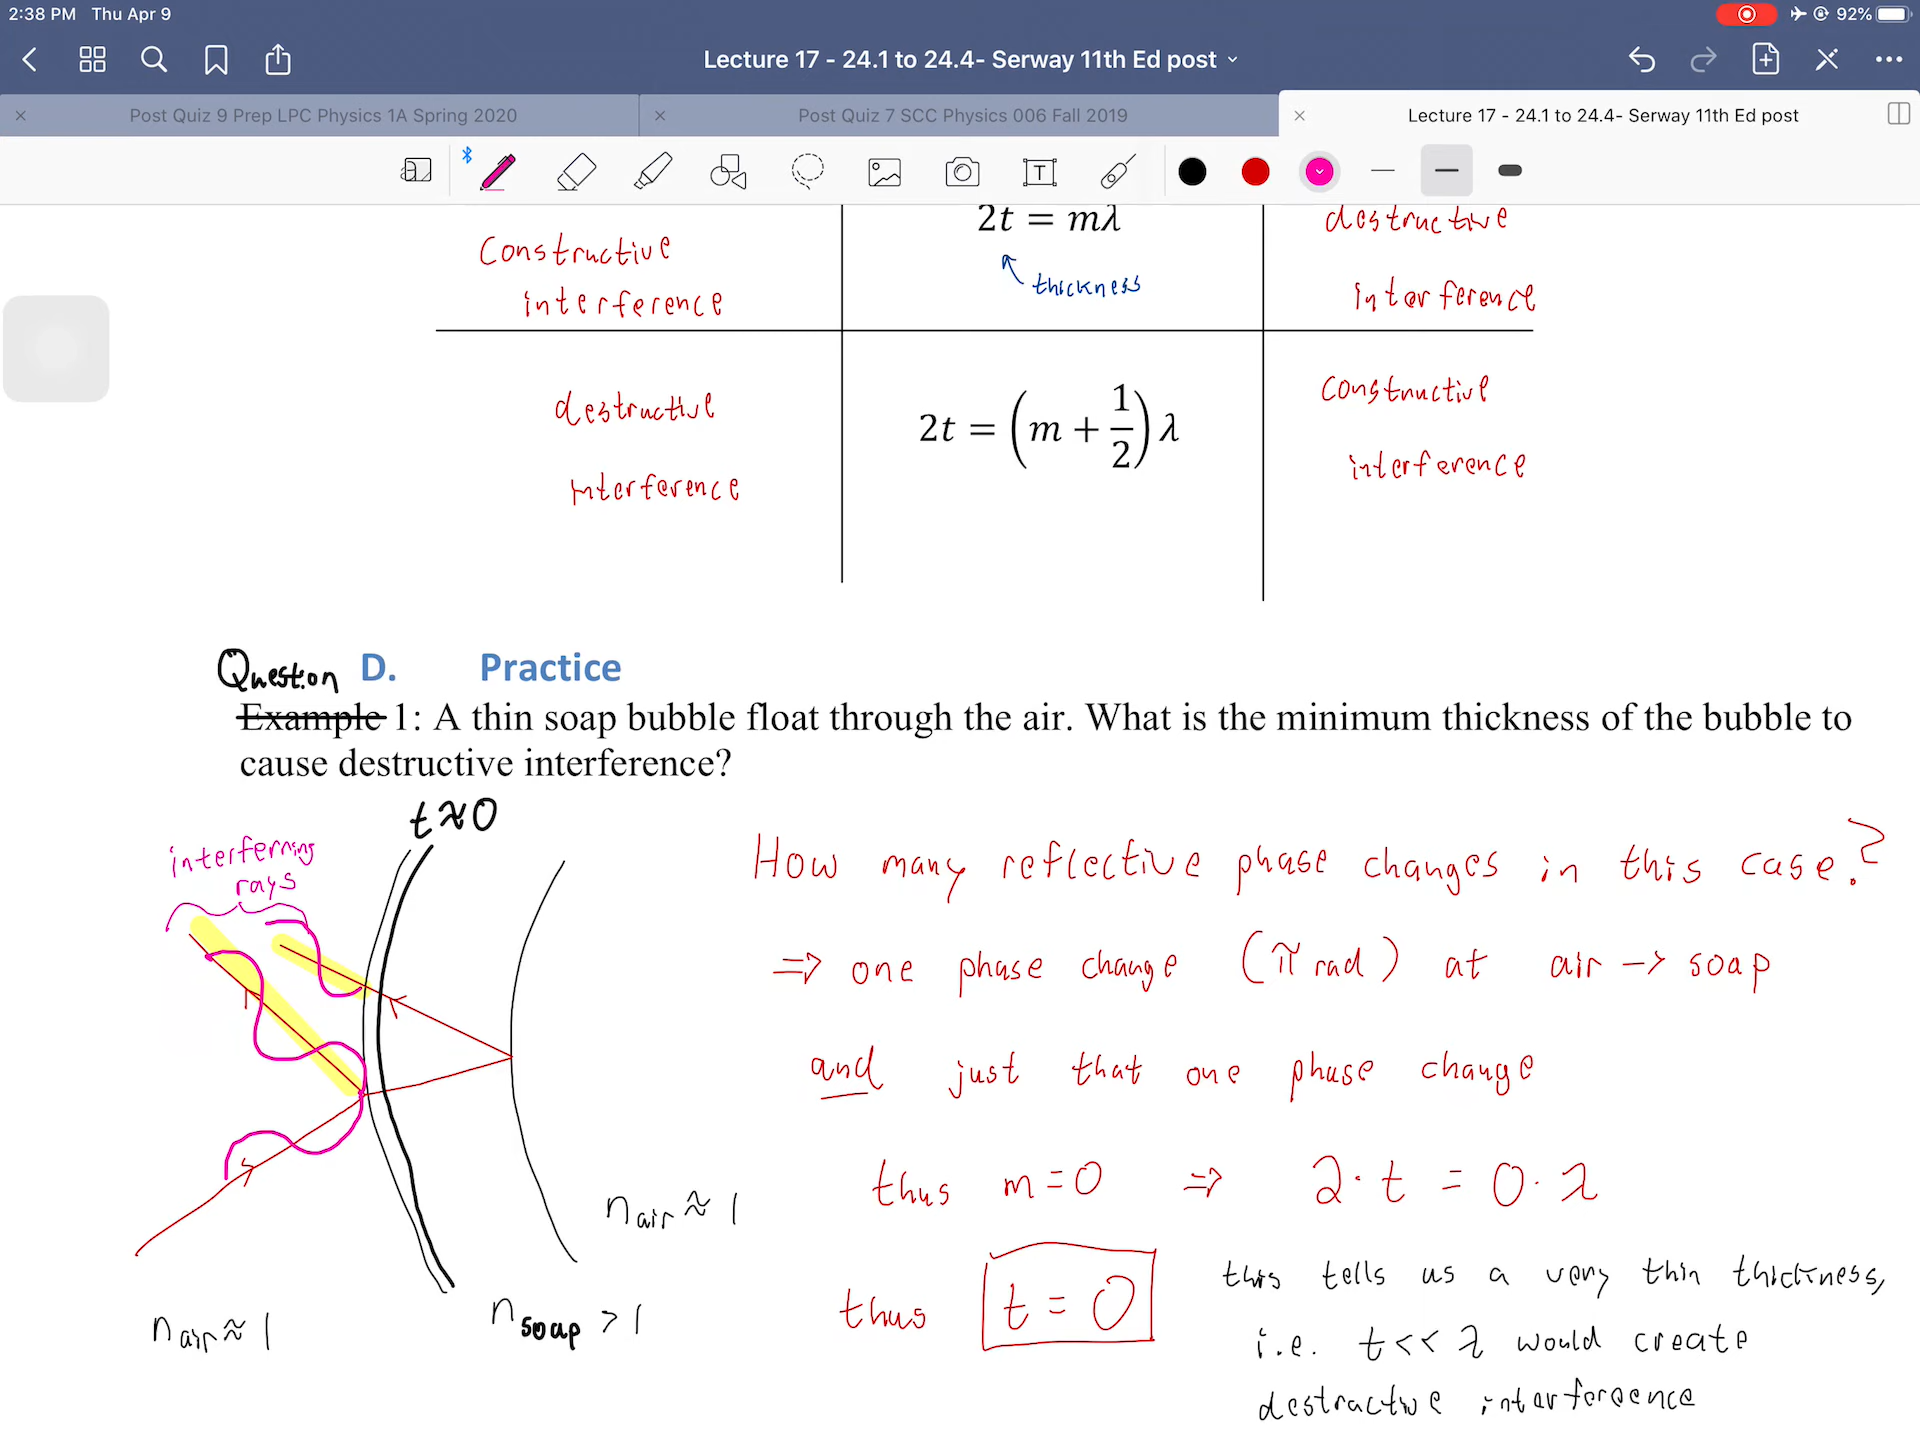 2:38 PM Thu Apr 9
92%
Lecture 17 - 24.1 to 24.4- Serway 11th Ed post
Post Quiz 9 Prep LPC Physics 1A Spring 2020
Post Quiz 7 SCC Physics 006 Fall 2019
Lecture 17 - 24.1 to 24.4- Serway 11th Ed post
T
Constructive
interference
2t = mλ
thickness
destructive
interference
destructive
interference
2t = (m + 1/2) λ
Constructive
interference
Question D. Practice
Example 1: A thin soap bubble float through the air. What is the minimum thickness of the bubble to
cause destructive interference?
t ≈ 0
interferring
rays
n air ≈ 1
n soap > 1
n air ≈ 1
How many reflective phase changes in this case?
⇒ one phase change (π rad) at air → soap
and just that one phase change
thus m = 0 ⇒ 2·t = 0·λ
thus t = 0
this tells us a very thin thickness,
i.e. t << λ would create
destractive interference